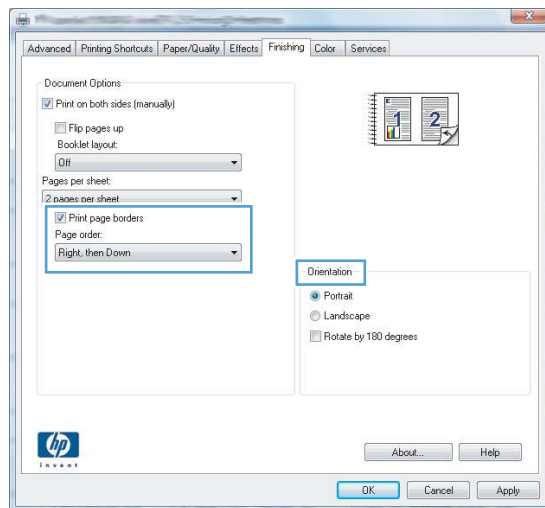 Advanced Printing Shortcuts Paper/Quality Effects Finishing Color Services
Document Options
Print on both sides (manually)
Flip pages up
Booklet layout:
Off
Pages per sheet:
2 pages per sheet
Print page borders
Page order:
Right, then Down
1 2
Orientation
Portrait
Landscape
Rotate by 180 degrees
hp
invent
About... Help
OK Cancel Apply